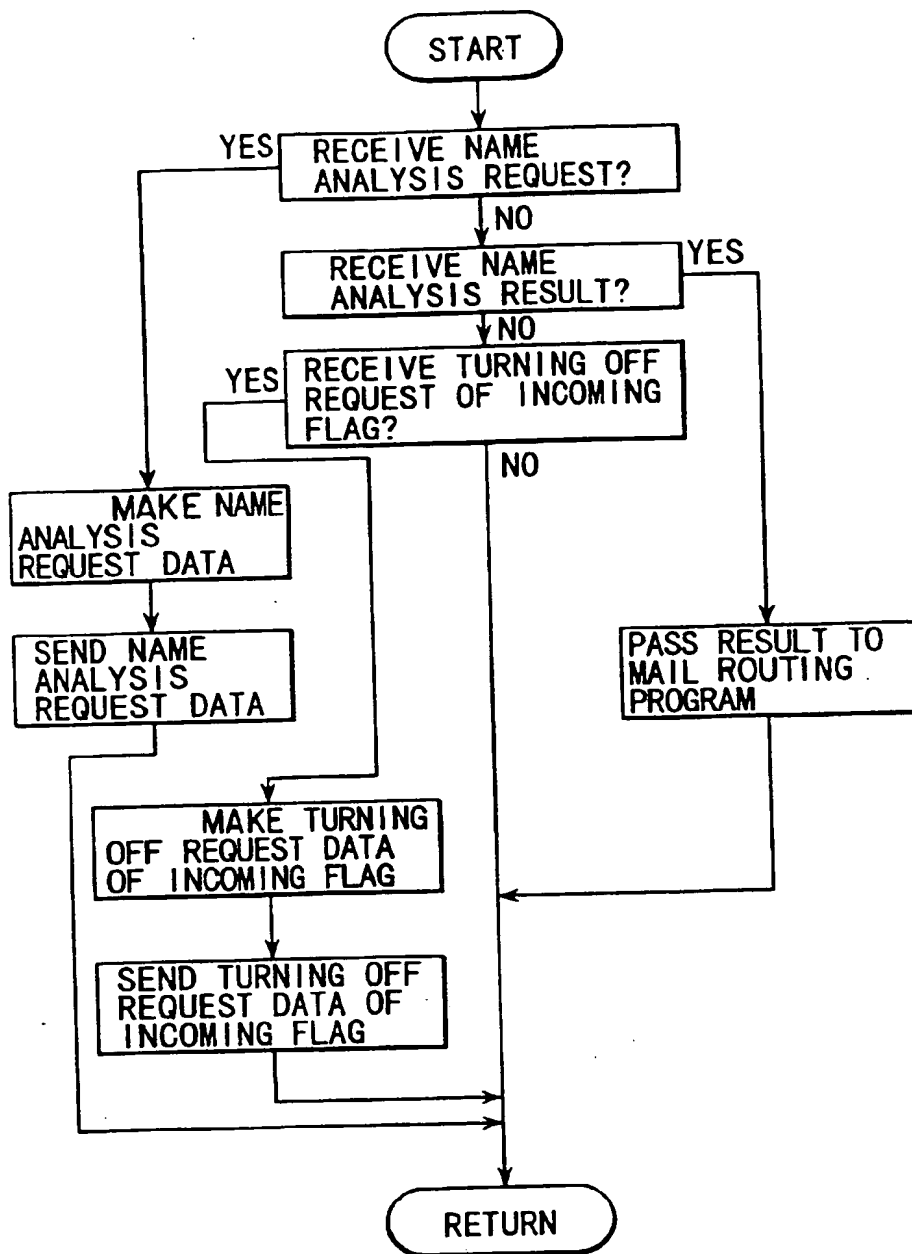 START
YES
RECEIVE NAME
ANALYSIS REQUEST?
NO
RECEIVE NAME
ANALYSIS RESULT?
YES
NO
YES
RECEIVE TURNING OFF
REQUEST OF INCOMING
FLAG?
NO
MAKE NAME
ANALYSIS
REQUEST DATA
SEND NAME
ANALYSIS
REQUEST DATA
PASS RESULT TO
MAIL ROUTING
PROGRAM
MAKE TURNING
OFF REQUEST DATA
OF INCOMING FLAG
SEND TURNING OFF
REQUEST DATA OF
INCOMING FLAG
RETURN